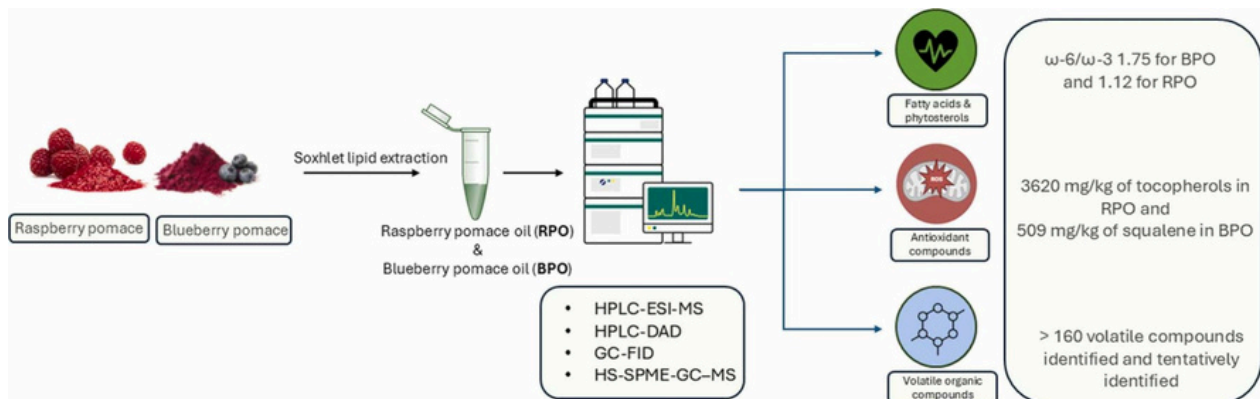 Raspberry pomace
Blueberry pomace
Soxhlet lipid extraction
Raspberry pomace oil (RPO)
&
Blueberry pomace oil (BPO)
• HPLC-ESI-MS
• HPLC-DAD
• GC-FID
• HS-SPME-GC–MS
Fatty acids &
phytosterols
ROS
Antioxidant
compounds
Volatile organic
compounds
ω-6/ω-3 1.75 for BPO
and 1.12 for RPO
3620 mg/kg of tocopherols in
RPO and
509 mg/kg of squalene in BPO
> 160 volatile compounds
identified and tentatively
identified